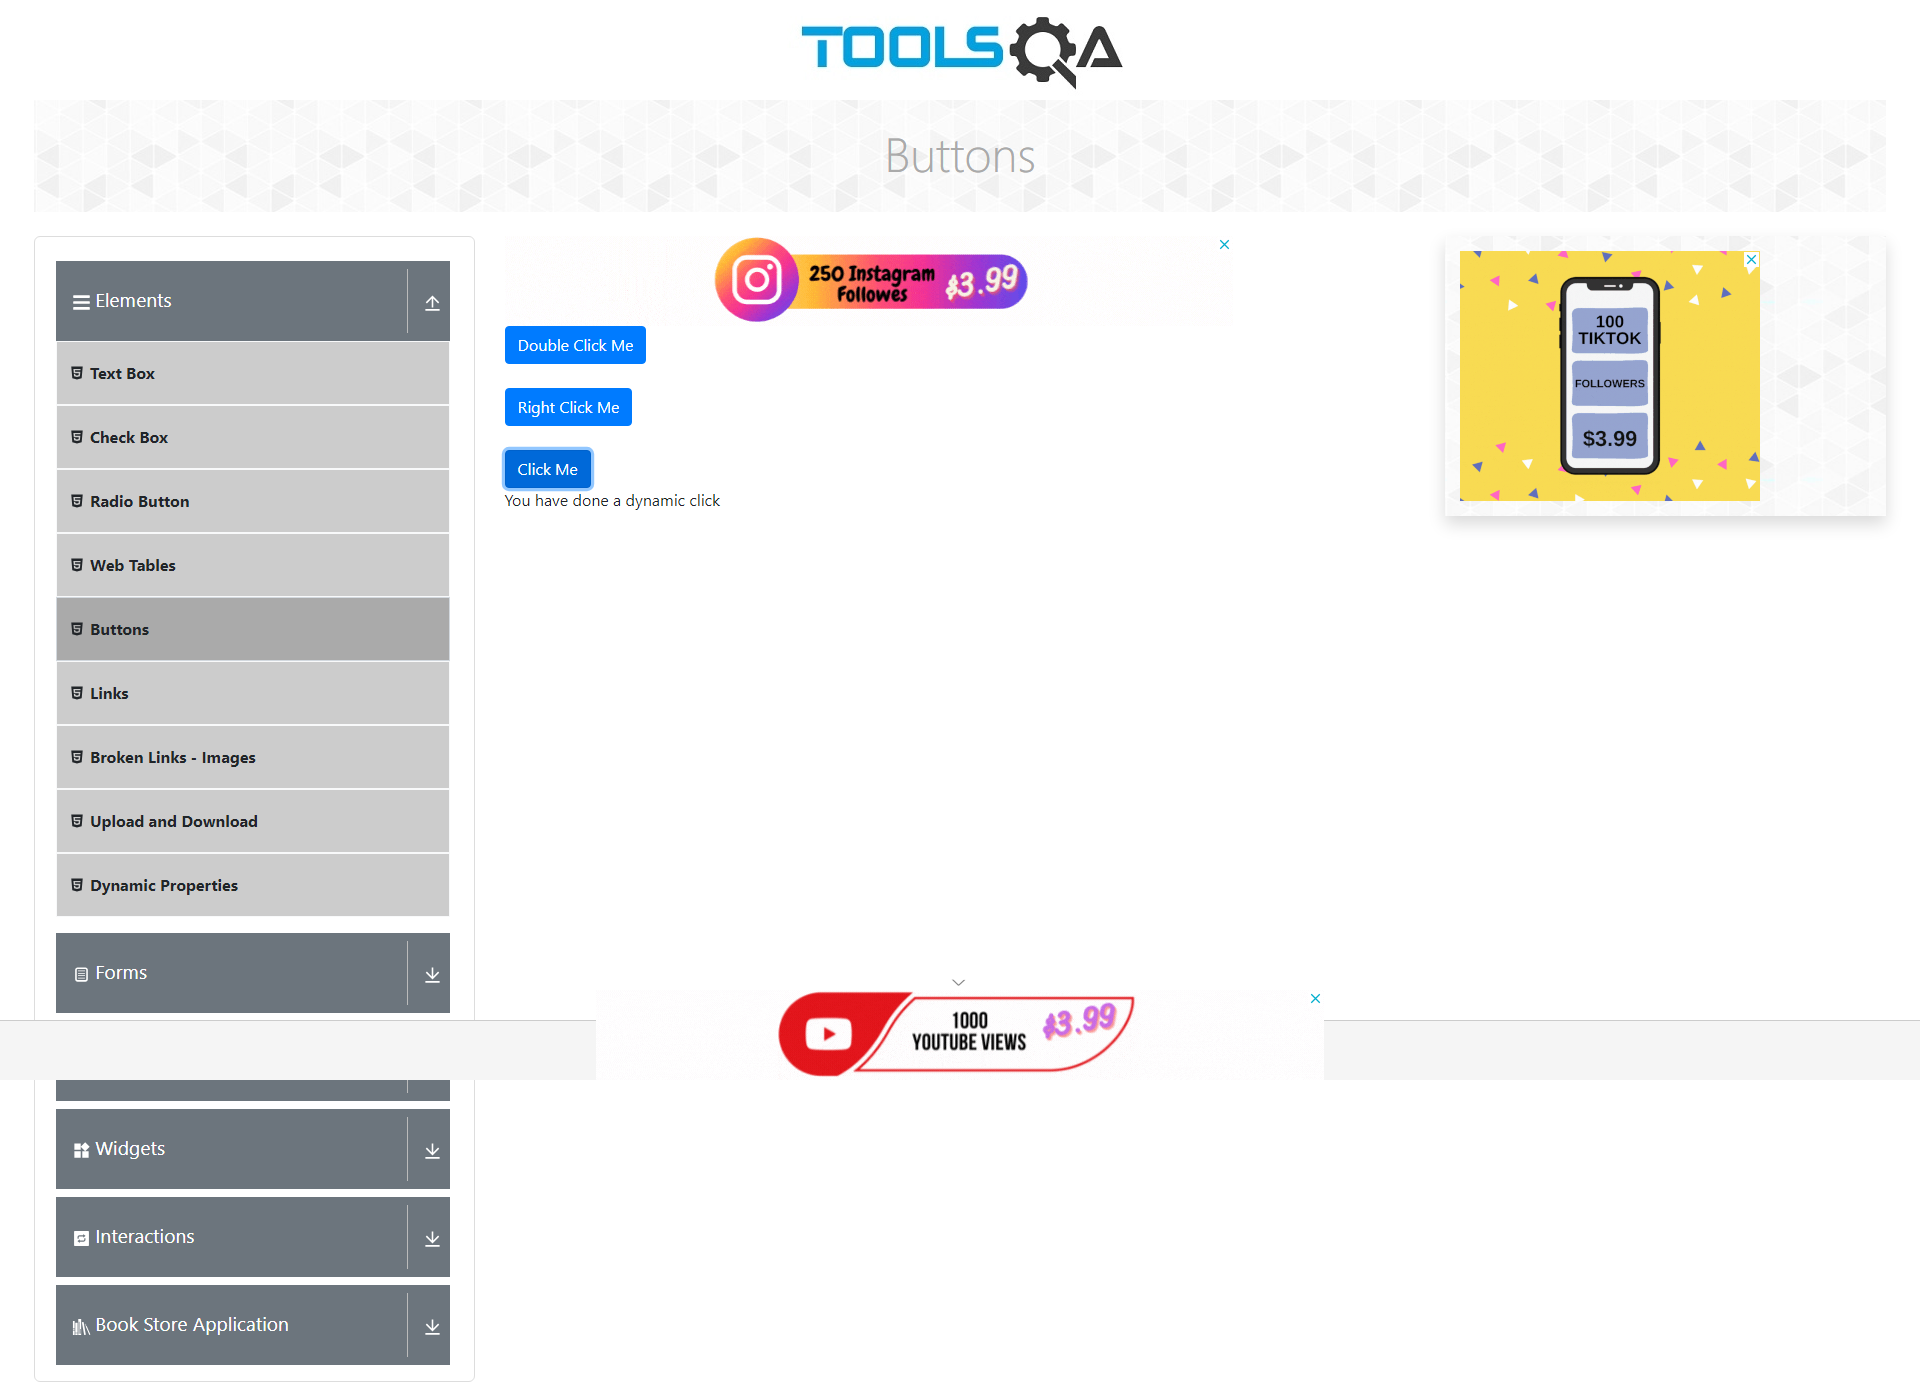 TOOLSQA
Buttons
Elements
Text Box
Check Box
Radio Button
Web Tables
Buttons
Links
Broken Links - Images
Upload and Download
Dynamic Properties
Forms
Widgets
Interactions
Book Store Application
250 Instagram
Followes
$3.99
Double Click Me
Right Click Me
Click Me
You have done a dynamic click
100
TIKTOK
FOLLOWERS
$3.99
1000
YOUTUBE VIEWS
$3.99